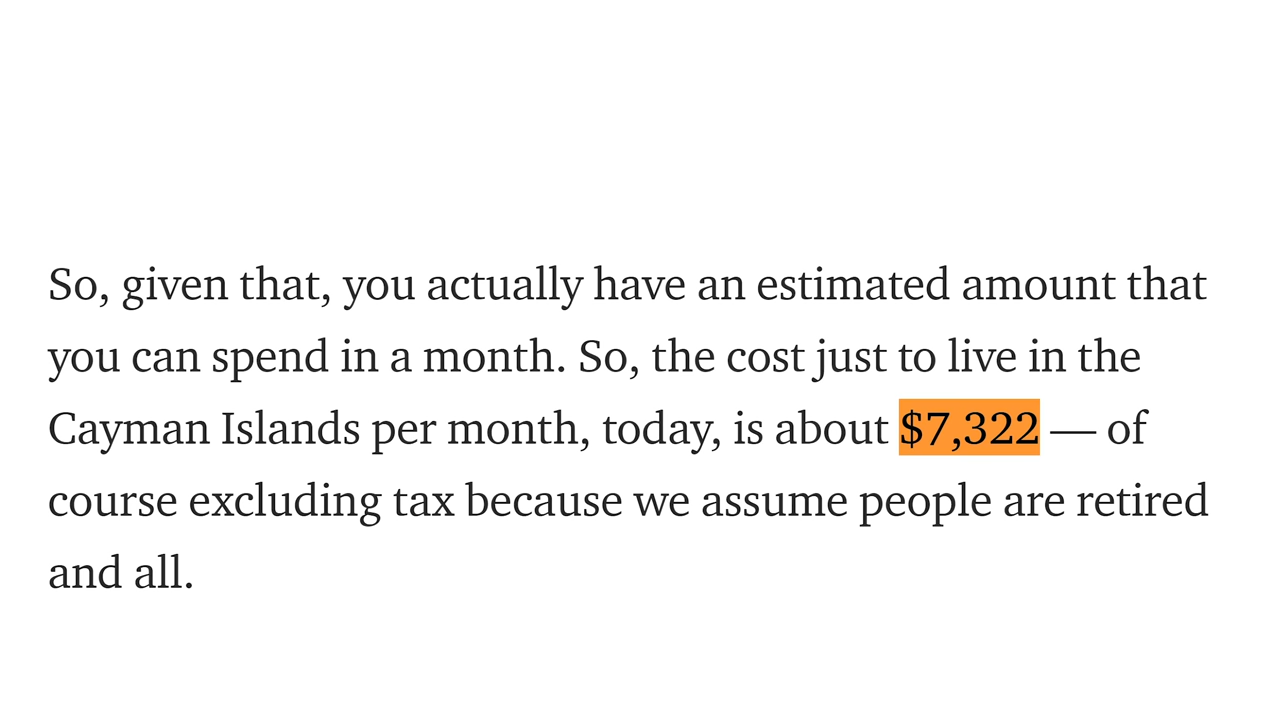 So, given that, you actually have an estimated amount that
you can spend in a month. So, the cost just to live in the
Cayman Islands per month, today, is about $7,322 — of
course excluding tax because we assume people are retired
and all.